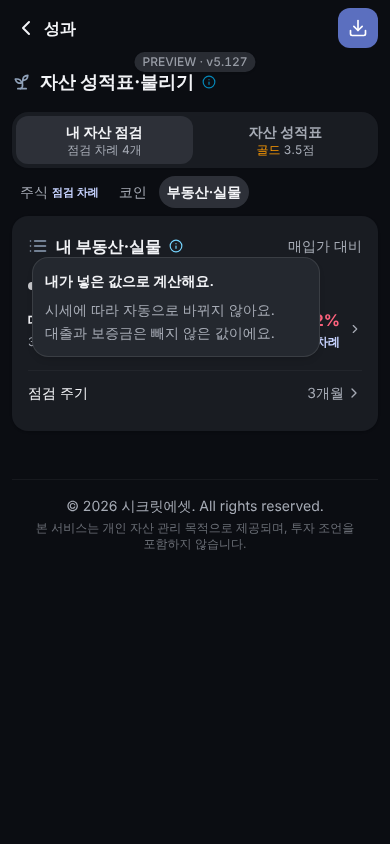 성과
PREVIEW · v5.127
자산 성적표·불리기
내 자산 점검
점검 차례 4개
자산 성적표
골드 3.5점
주식 점검 차례
코인
부동산·실물
내 부동산·실물
매입가 대비
내가 넣은 값으로 계산해요.
시세에 따라 자동으로 바뀌지 않아요.
대출과 보증금은 빼지 않은 값이에요.
2%
차례
점검 주기
3개월
© 2026 시크릿에셋. All rights reserved.
본 서비스는 개인 자산 관리 목적으로 제공되며, 투자 조언을
포함하지 않습니다.